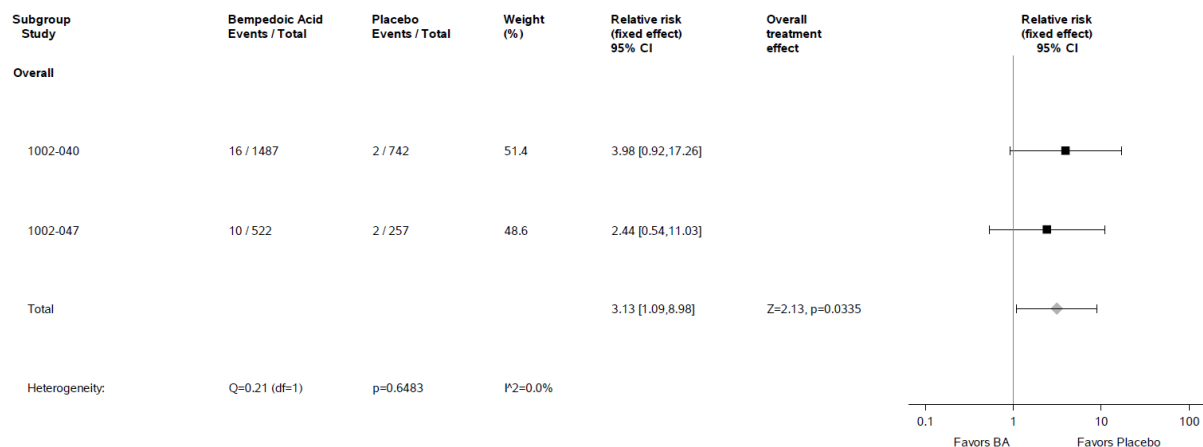 Subgroup Bempedoic Acid Placebo Weight Relative risk Overall Relative risk
Study Events / Total Events / Total (%) (fixed effect) treatment (fixed effect)
95% CI effect 95% CI
Overall
1002-040 16 / 1487 2 / 742 51.4 3.98 [0.92,17.26]
1002-047 10 / 522 2 / 257 48.6 2.44 [0.54,11.03]
Total 3.13 [1.09,8.98] Z=2.13, p=0.0335
Heterogeneity: Q=0.21 (df=1) p=0.6483 I^2=0.0%
0.1 1 10 100
Favors BA Favors Placebo